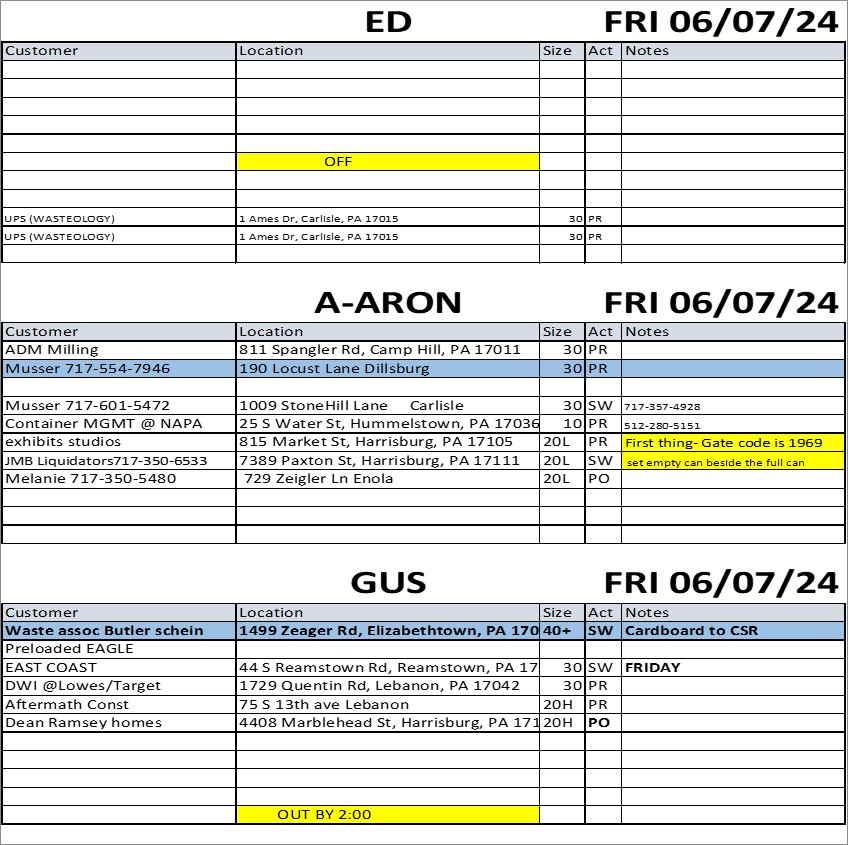 ED FRI 06/07/24
Customer Location Size Act Notes
OFF
UPS (WASTEOLOGY) 1 Ames Dr, Carlisle, PA 17015 30 PR
UPS (WASTEOLOGY) 1 Ames Dr, Carlisle, PA 17015 30 PR
A-ARON FRI 06/07/24
Customer Location Size Act Notes
ADM Milling 811 Spangler Rd, Camp Hill, PA 17011 30 PR
Musser 717-554-7946 190 Locust Lane Dillsburg 30 PR
Musser 717-601-5472 1009 StoneHill Lane Carlisle 30 SW 717-357-4928
Container MGMT @ NAPA 25 S Water St, Hummelstown, PA 17036 10 PR 512-280-5151
exhibits studios 815 Market St, Harrisburg, PA 17105 20L PR First thing- Gate code is 1969
JMB Liquidators717-350-6533 7389 Paxton St, Harrisburg, PA 17111 20L SW set empty can beside the full can
Melanie 717-350-5480 729 Zeigler Ln Enola 20L PO
GUS FRI 06/07/24
Customer Location Size Act Notes
Waste assoc Butler schein 1499 Zeager Rd, Elizabethtown, PA 170 40+ SW Cardboard to CSR
Preloaded EAGLE
EAST COAST 44 S Reamstown Rd, Reamstown, PA 17 30 SW FRIDAY
DWI @Lowes/Target 1729 Quentin Rd, Lebanon, PA 17042 30 PR
Aftermath Const 75 S 13th ave Lebanon 20H PR
Dean Ramsey homes 4408 Marblehead St, Harrisburg, PA 171 20H PO
OUT BY 2:00